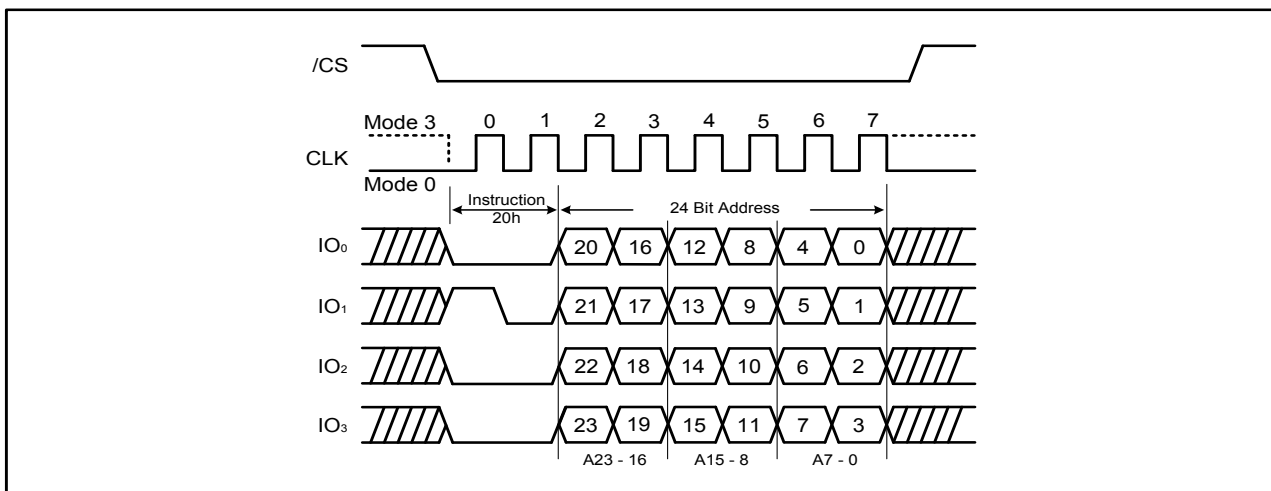 /CS
Mode 3 0 1 2 3 4 5 6 7
CLK
Mode 0
Instruction
20h
24 Bit Address
IO₀ 20 16 12 8 4 0
IO₁ 21 17 13 9 5 1
IO₂ 22 18 14 10 6 2
IO₃ 23 19 15 11 7 3
A23 - 16 A15 - 8 A7 - 0